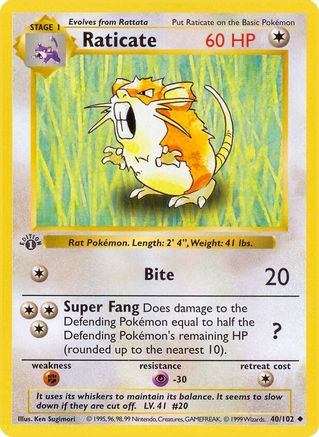 STAGE 1
Evolves from Rattata
Put Raticate on the Basic Pokémon
Raticate
60 HP
EDITION
1
Rat Pokémon. Length: 2' 4", Weight: 41 lbs.
Bite 20
Super Fang Does damage to the
Defending Pokémon equal to half the
Defending Pokémon's remaining HP
(rounded up to the nearest 10).
?
weakness
resistance
retreat cost
-30
It uses its whiskers to maintain its balance. It seems to slow
down if they are cut off. LV. 41 #20
Illus. Ken Sugimori
©1995, 96, 98, 99 Nintendo, Creatures, GAMEFREAK. ©1999 Wizards.
40/102